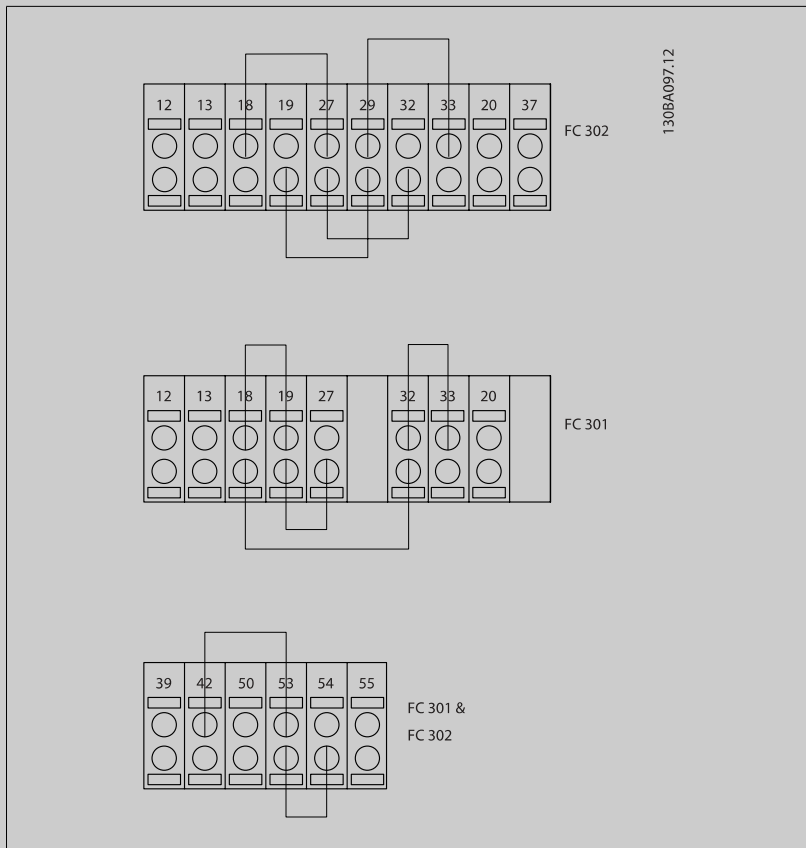 130BA097.12
12 13 18 19 27 29 32 33 20 37
FC 302
12 13 18 19 27 32 33 20
FC 301
39 42 50 53 54 55
FC 301 &
FC 302